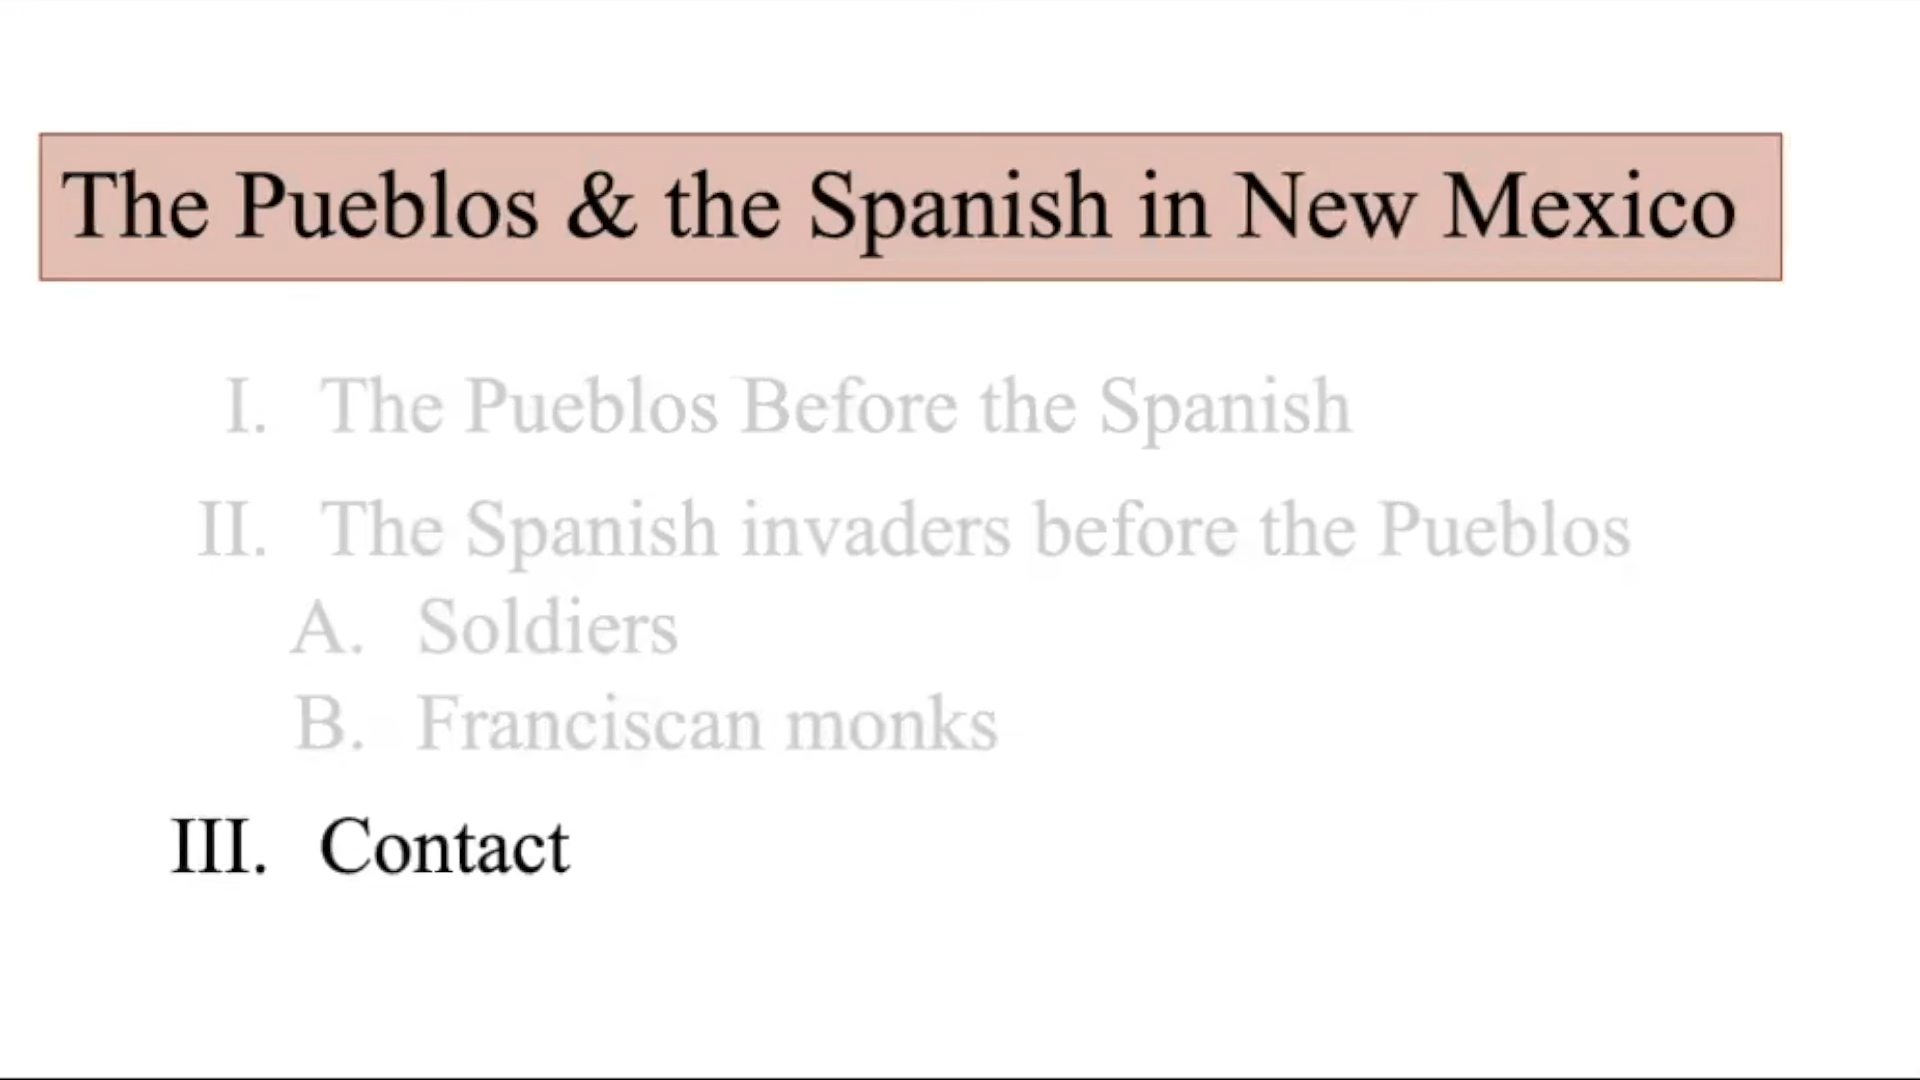 The Pueblos & the Spanish in New Mexico
I. The Pueblos Before the Spanish
II. The Spanish invaders before the Pueblos
A. Soldiers
B. Franciscan monks
III. Contact